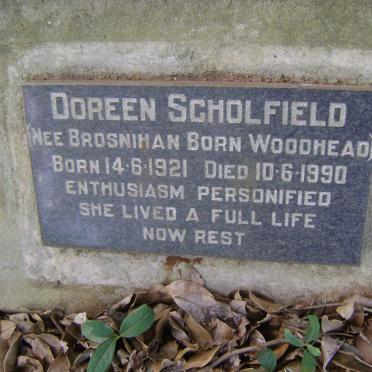 DOREEN SCHOLFIELD
(NEE BROSNIHAN BORN WOODHEAD)
BORN 14·6·1921 DIED 10·6·1990
ENTHUSIASM PERSONIFIED
SHE LIVED A FULL LIFE
NOW REST